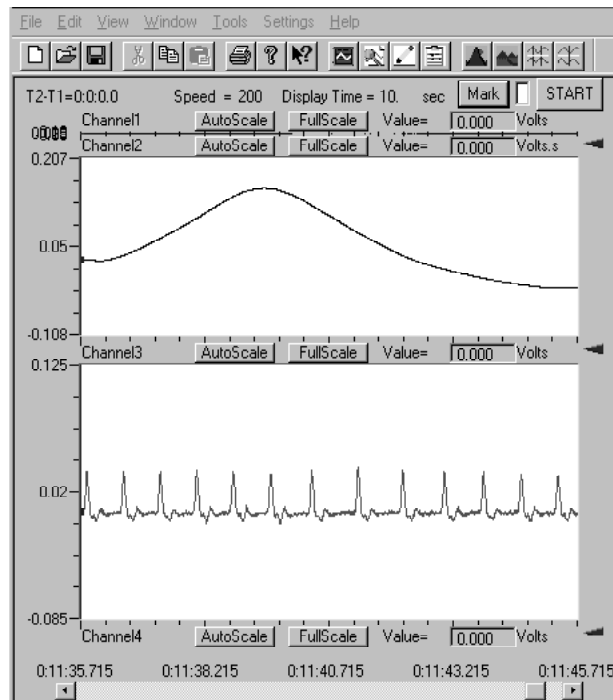 File Edit View Window Tools Settings Help
T2-T1=0:0:0.0 Speed = 200 Display Time = 10. sec Mark START
Channel1 AutoScale FullScale Value= 0.000 Volts
Channel2 AutoScale FullScale Value= 0.000 Volts.s
0.207
0.05
-0.108
Channel3 AutoScale FullScale Value= 0.000 Volts
0.125
0.02
-0.085
Channel4 AutoScale FullScale Value= 0.000 Volts
0:11:35.715 0:11:38.215 0:11:40.715 0:11:43.215 0:11:45.715